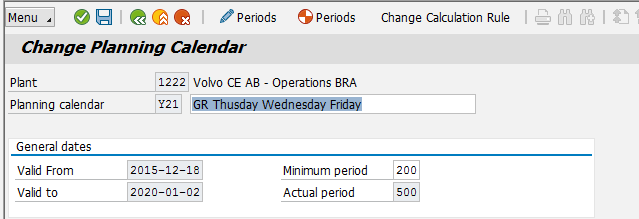 Menu Periods Periods Change Calculation Rule
Change Planning Calendar
Plant 1222 Volvo CE AB - Operations BRA
Planning calendar Y21 GR Thusday Wednesday Friday
General dates
Valid From 2015-12-18 Minimum period 200
Valid to 2020-01-02 Actual period 500